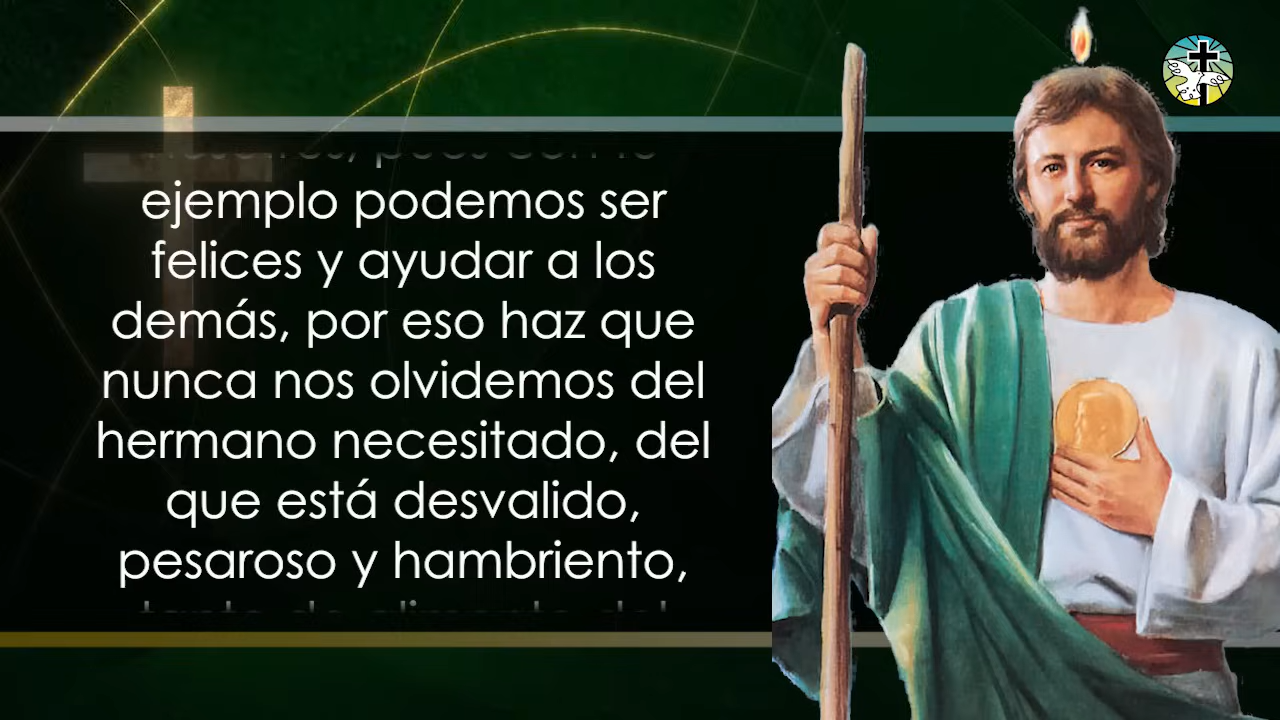 ejemplo podemos ser
felices y ayudar a los
demás, por eso haz que
nunca nos olvidemos del
hermano necesitado, del
que está desvalido,
pesaroso y hambriento,